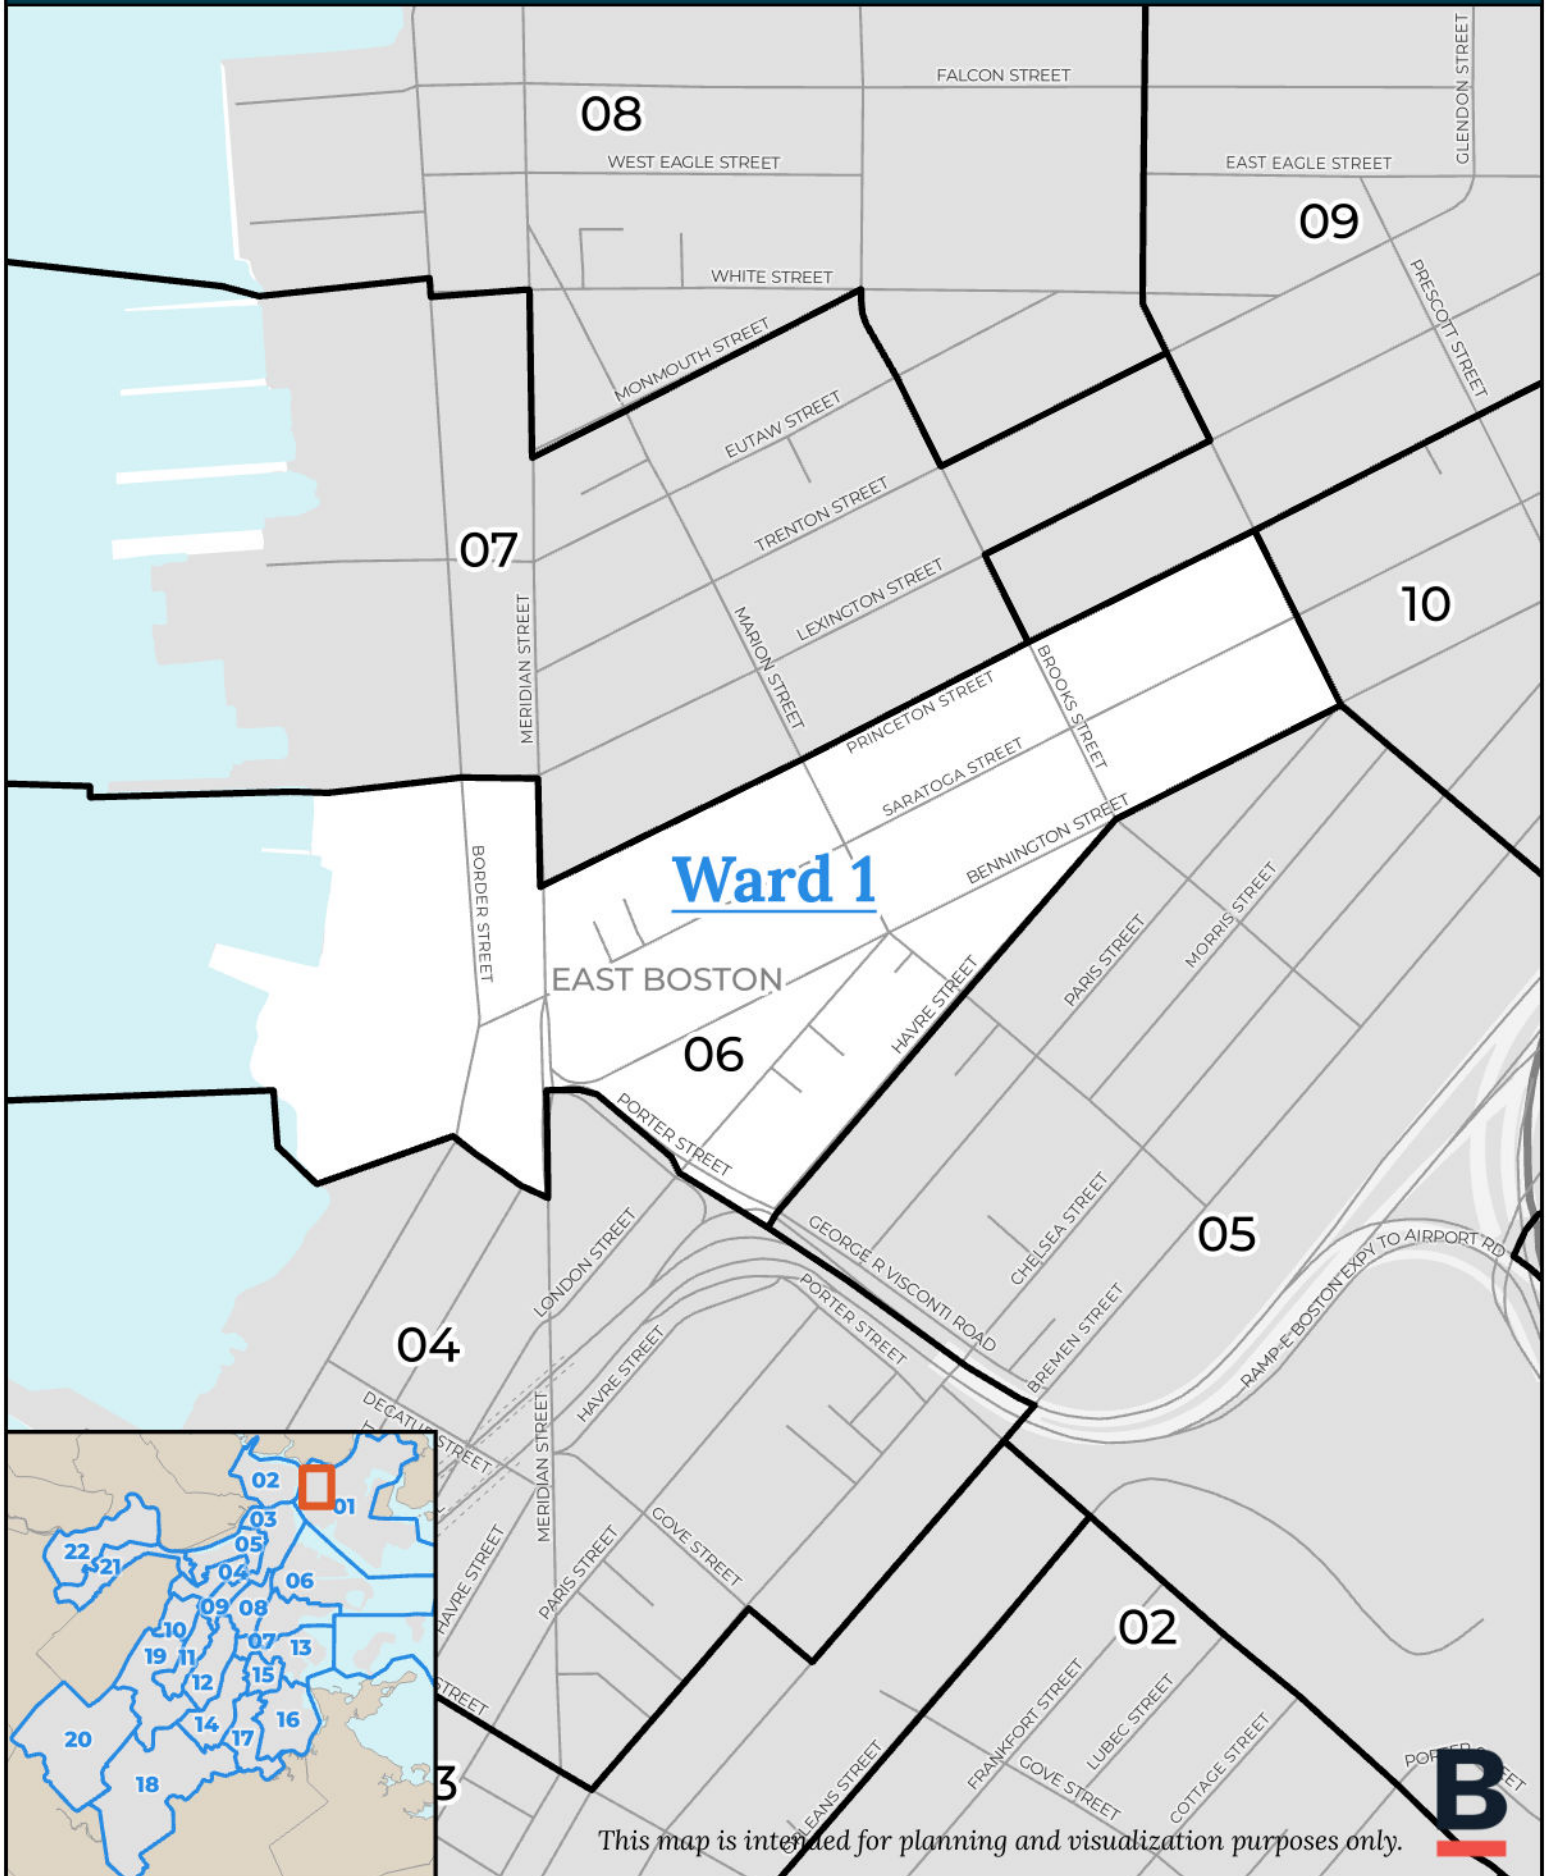 FALCON STREET
GLENDON STREET
08
WEST EAGLE STREET
EAST EAGLE STREET
09
WHITE STREET
PRESCOTT STREET
MONMOUTH STREET
EUTAW STREET
TRENTON STREET
07
LEXINGTON STREET
10
MERIDIAN STREET
MARION STREET
BROOKS STREET
PRINCETON STREET
SARATOGA STREET
BENNINGTON STREET
Ward 1
BORDER STREET
MORRIS STREET
PARIS STREET
EAST BOSTON
HAVRE STREET
06
PORTER STREET
LONDON STREET
GEORGE R VISCONTI ROAD
CHELSEA STREET
05
RAMP-E BOSTON EXPY TO AIRPORT RD
PORTER STREET
BREMEN STREET
04
HAVRE STREET
DECATUR STREET
MERIDIAN STREET
GOVE STREET
HAVRE STREET
PARIS STREET
02
STREET
FRANKFORT STREET
LUBEC STREET
GOVE STREET
COTTAGE STREET
3
02
01
03
05
22
21
04
06
09
08
10
07
13
19
11
12
15
14
16
17
20
18
B
This map is intended for planning and visualization purposes only.